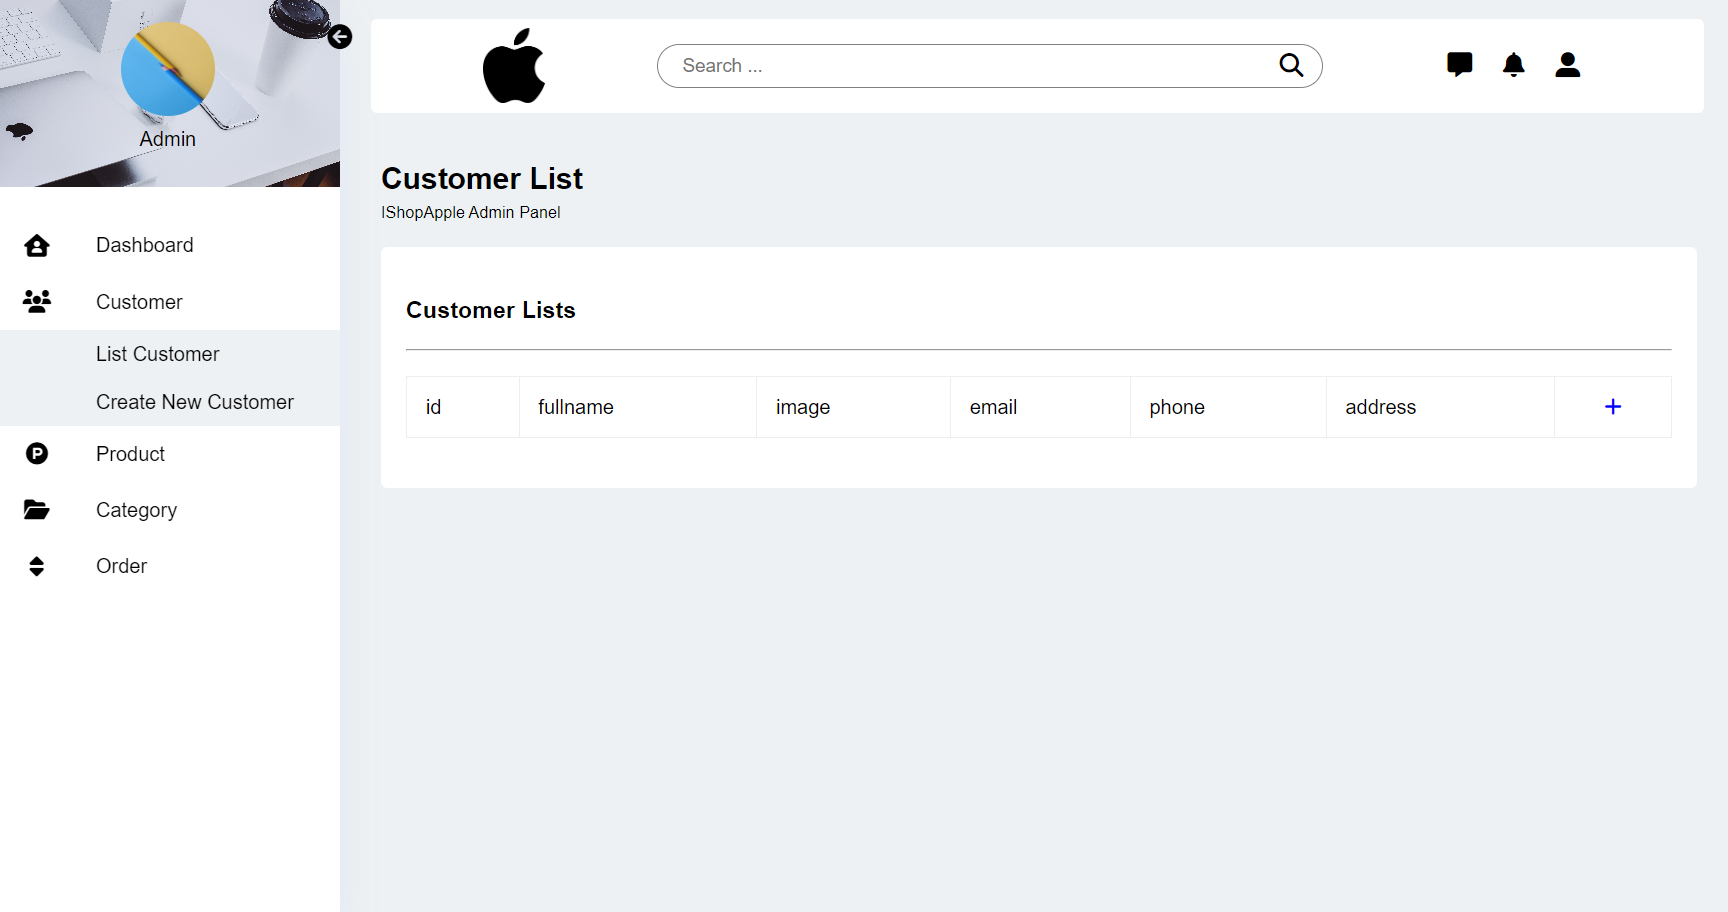 Admin
Dashboard
Customer
List Customer
Create New Customer
Product
Category
Order
Search ...
Customer List
IShopApple Admin Panel
Customer Lists
id fullname image email phone address +